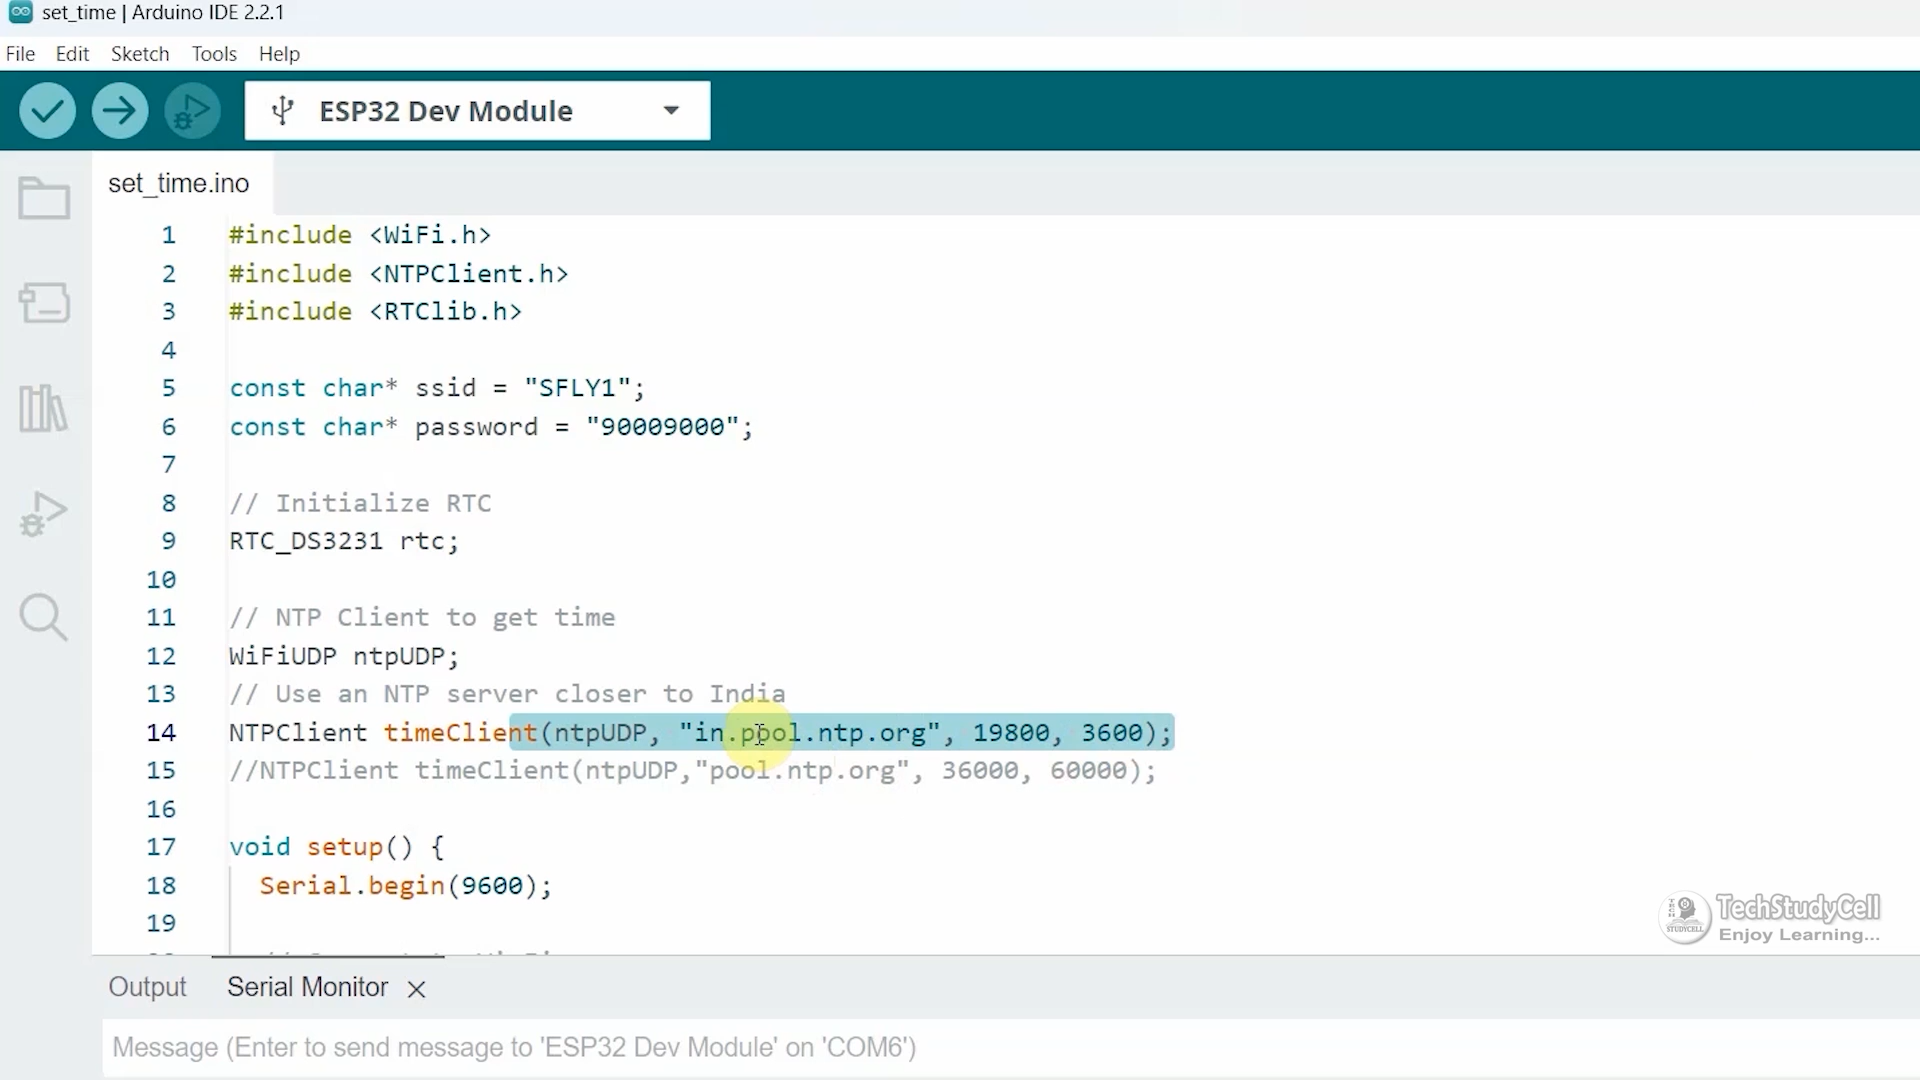 set_time | Arduino IDE 2.2.1
File Edit Sketch Tools Help
ESP32 Dev Module
set_time.ino
1 #include <WiFi.h>
2 #include <NTPClient.h>
3 #include <RTClib.h>
4
5 const char* ssid = "SFLY1";
6 const char* password = "90009000";
7
8 // Initialize RTC
9 RTC_DS3231 rtc;
10
11 // NTP Client to get time
12 WiFiUDP ntpUDP;
13 // Use an NTP server closer to India
14 NTPClient timeClient(ntpUDP, "in.pool.ntp.org", 19800, 3600);
15 //NTPClient timeClient(ntpUDP,"pool.ntp.org", 36000, 60000);
16
17 void setup() {
18 Serial.begin(9600);
19
TECH STUDYCELL
TechStudyCell
Enjoy Learning...
Output Serial Monitor
Message (Enter to send message to 'ESP32 Dev Module' on 'COM6')